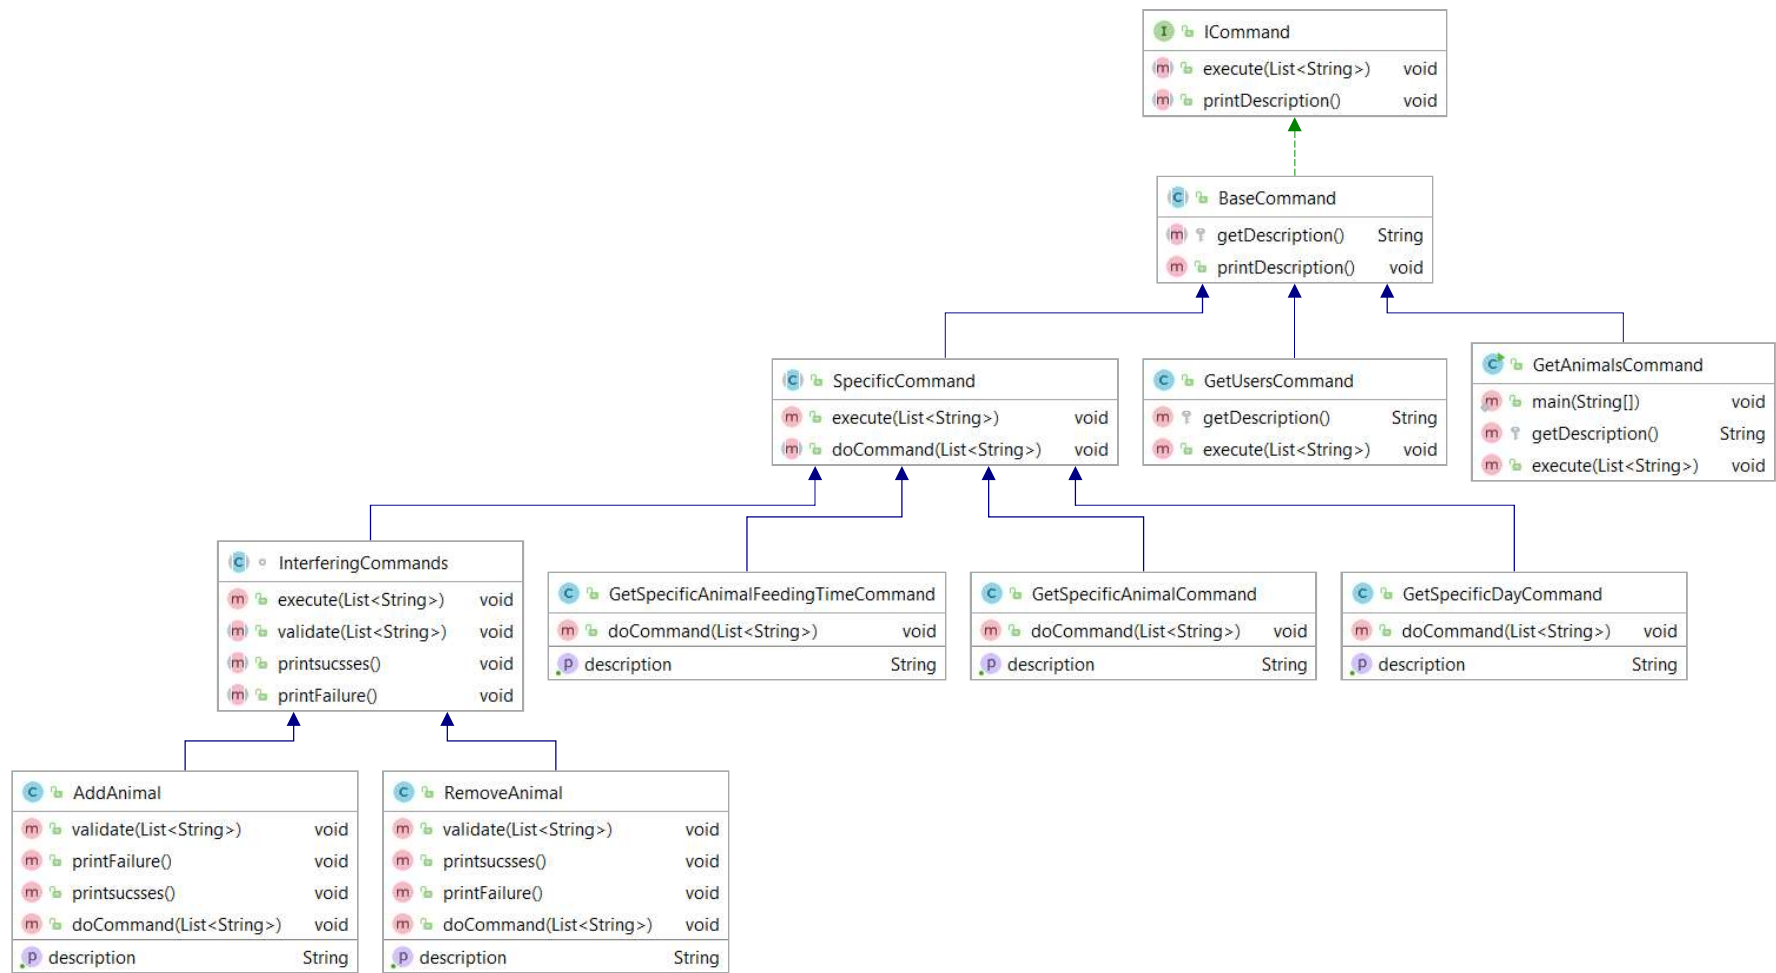 ICommand
execute(List<String>) void
printDescription() void
BaseCommand
getDescription() String
printDescription() void
SpecificCommand
execute(List<String>) void
doCommand(List<String>) void
GetUsersCommand
getDescription() String
execute(List<String>) void
GetAnimalsCommand
main(String[]) void
getDescription() String
execute(List<String>) void
InterferingCommands
execute(List<String>) void
validate(List<String>) void
printsucsses() void
printFailure() void
GetSpecificAnimalFeedingTimeCommand
doCommand(List<String>) void
description String
GetSpecificAnimalCommand
doCommand(List<String>) void
description String
GetSpecificDayCommand
doCommand(List<String>) void
description String
AddAnimal
validate(List<String>) void
printFailure() void
printsucsses() void
doCommand(List<String>) void
description String
RemoveAnimal
validate(List<String>) void
printsucsses() void
printFailure() void
doCommand(List<String>) void
description String